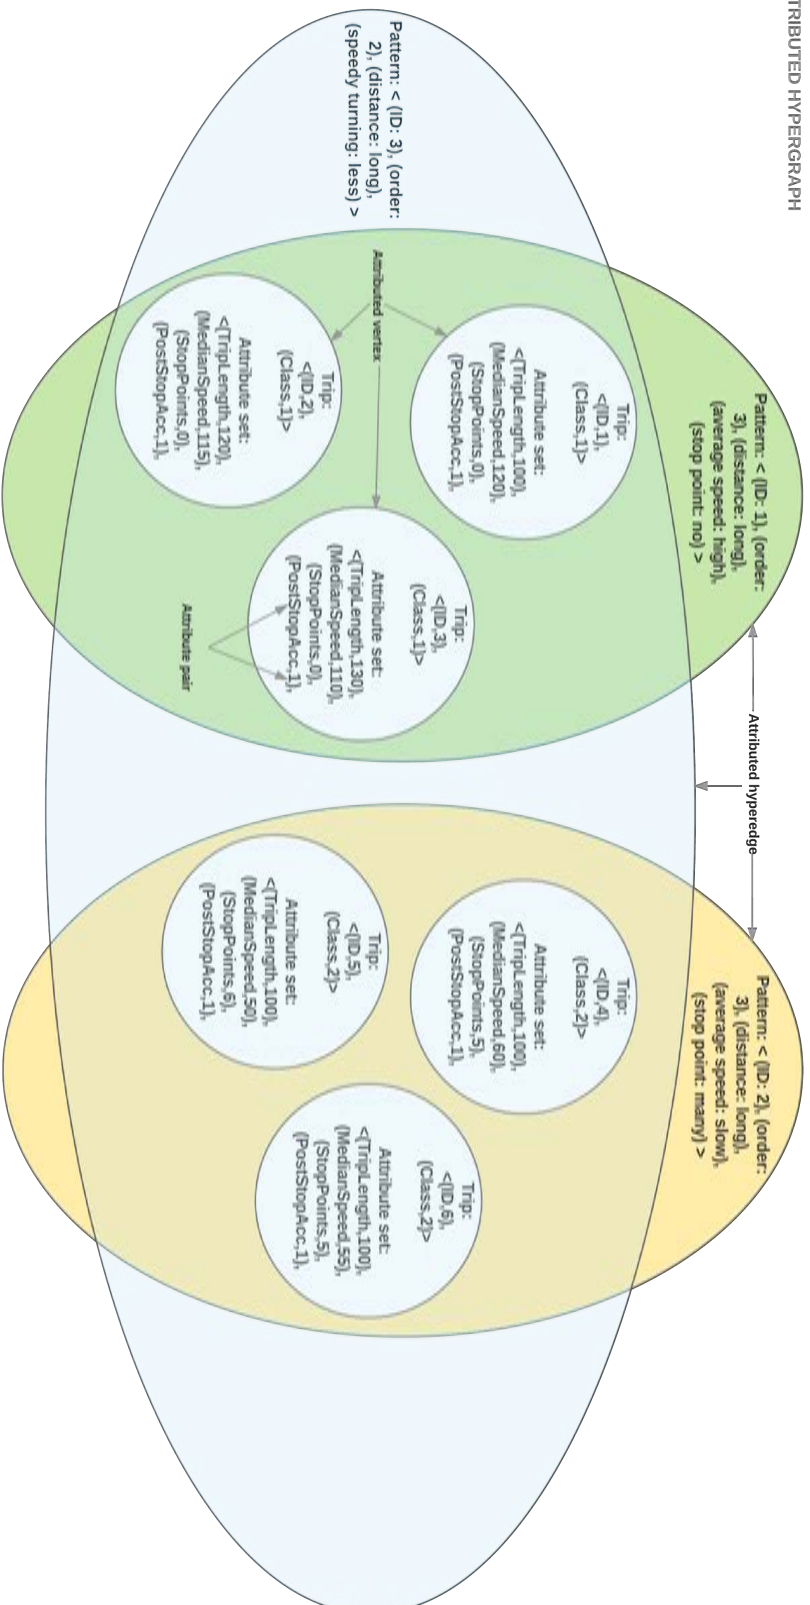 TRIBUTED HYPERGRAPH
Pattern: < (ID: 3), (order:
2), (distance: long),
(speedy turning: less) >
Pattern: < (ID: 1), (order:
3), (distance: long),
(average speed: high),
(stop point: no) >
Attributed hyperedge
Pattern: < (ID: 2), (order:
3), (distance: long),
(average speed: slow),
(stop point: many) >
Attributed vertex
Trip:
<(ID,1),
(Class,1)>
Attribute set:
<(TripLength,100),
(MedianSpeed,120),
(StopPoints,0),
(PostStopAcc,1),
Trip:
<(ID,2),
(Class,1)>
Attribute set:
<(TripLength,120),
(MedianSpeed,115),
(StopPoints,0),
(PostStopAcc,1),
Trip:
<(ID,3),
(Class,1)>
Attribute set:
<(TripLength,130),
(MedianSpeed,110),
(StopPoints,0),
(PostStopAcc,1),
Attribute pair
Trip:
<(ID,4),
(Class,2)>
Attribute set:
<(TripLength,100),
(MedianSpeed,60),
(StopPoints,5),
(PostStopAcc,1),
Trip:
<(ID,5),
(Class,2)>
Attribute set:
<(TripLength,100),
(MedianSpeed,50),
(StopPoints,6),
(PostStopAcc,1),
Trip:
<(ID,6),
(Class,2)>
Attribute set:
<(TripLength,100),
(MedianSpeed,55),
(StopPoints,5),
(PostStopAcc,1),